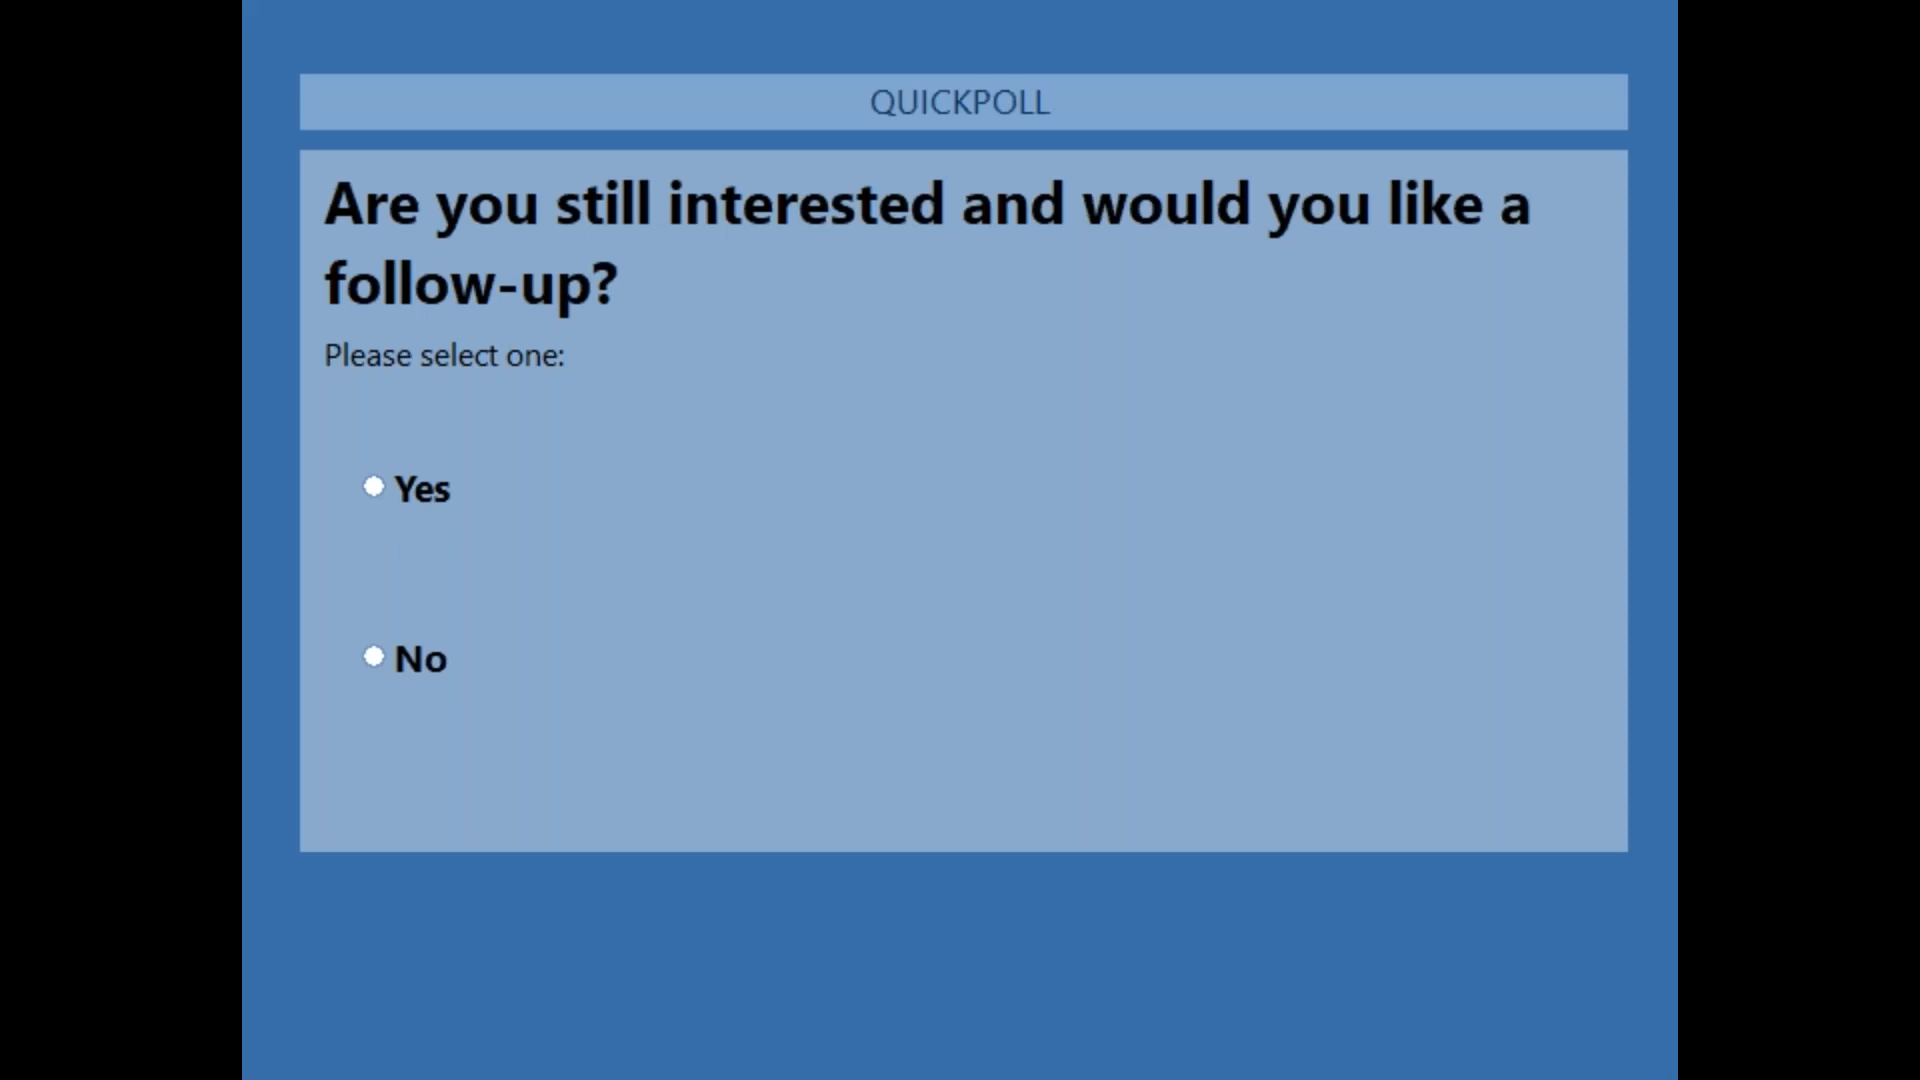 QUICKPOLL
Are you still interested and would you like a
follow-up?
Please select one:
Yes
No